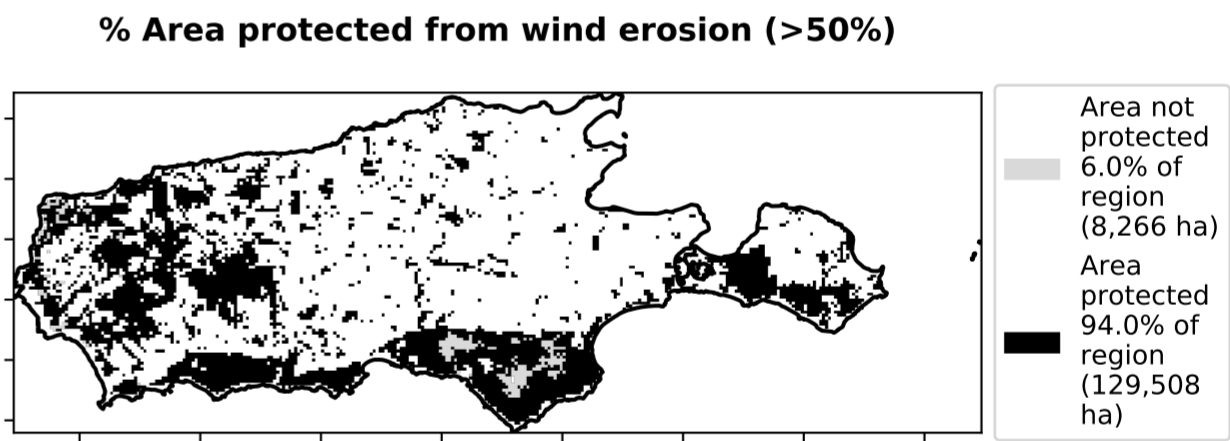 % Area protected from wind erosion (>50%)
Area not
protected
6.0% of
region
(8,266 ha)
Area
protected
94.0% of
region
(129,508
ha)